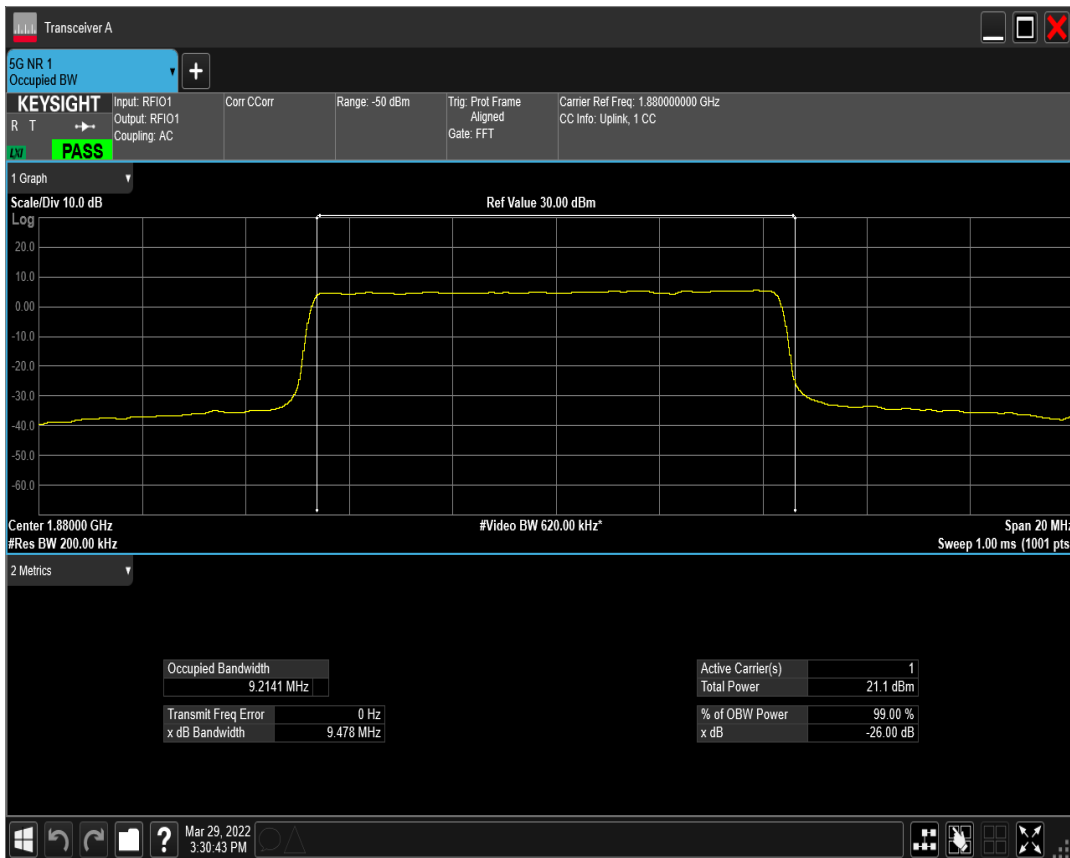 Transceiver A
5G NR 1
Occupied BW
+
KEYSIGHT
R T
LXI
PASS
Input: RFIO1
Output: RFIO1
Coupling: AC
Corr CCorr
Range: -50 dBm
Trig: Prot Frame
Aligned
Gate: FFT
Carrier Ref Freq: 1.880000000 GHz
CC Info: Uplink, 1 CC
1 Graph
Scale/Div 10.0 dB
Ref Value 30.00 dBm
Log
20.0
10.0
0.00
-10.0
-20.0
-30.0
-40.0
-50.0
-60.0
Center 1.88000 GHz
#Video BW 620.00 kHz*
Span 20 MHz
#Res BW 200.00 kHz
Sweep 1.00 ms (1001 pts
2 Metrics
Occupied Bandwidth
9.2141 MHz
Transmit Freq Error 0 Hz
x dB Bandwidth 9.478 MHz
Active Carrier(s) 1
Total Power 21.1 dBm
% of OBW Power 99.00 %
x dB -26.00 dB
?
Mar 29, 2022
3:30:43 PM